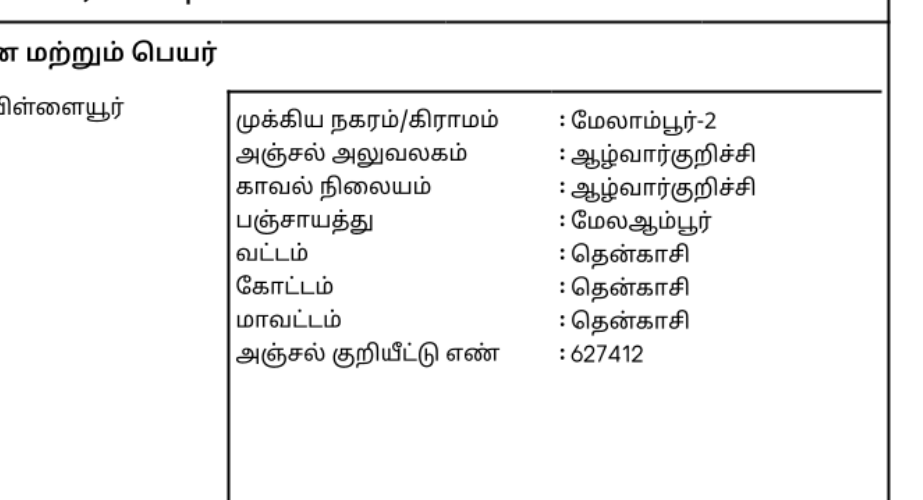 மற்றும் பெயர்
முக்கிய நகரம்/கிராமம் : மேலாம்பூர்-2
அஞ்சல் அலுவலகம் : ஆழ்வார்குறிச்சி
காவல் நிலையம் : ஆழ்வார்குறிச்சி
பஞ்சாயத்து : மேலஆம்பூர்
வட்டம் : தென்காசி
கோட்டம் : தென்காசி
மாவட்டம் : தென்காசி
அஞ்சல் குறியீட்டு எண் : 627412